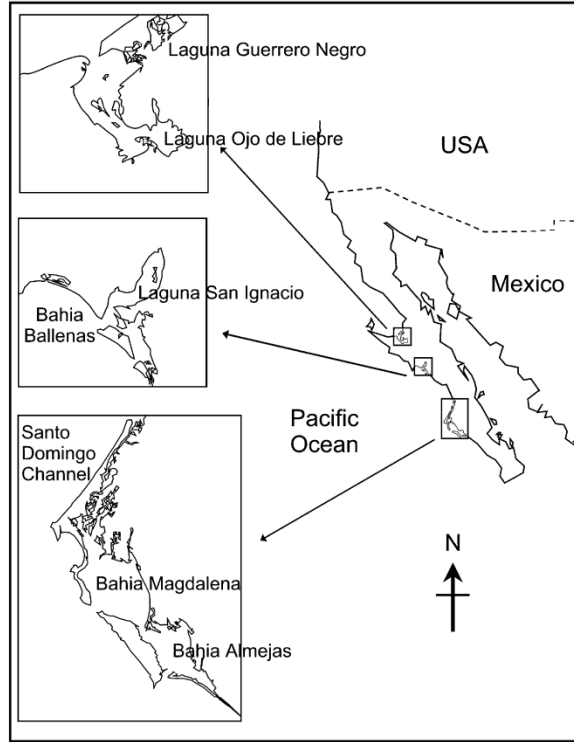 Laguna Guerrero Negro
Laguna Ojo de Liebre
Laguna San Ignacio
Bahia
Ballenas
Santo
Domingo
Channel
Bahia Magdalena
Bahia Almejas
USA
Mexico
Pacific
Ocean
N